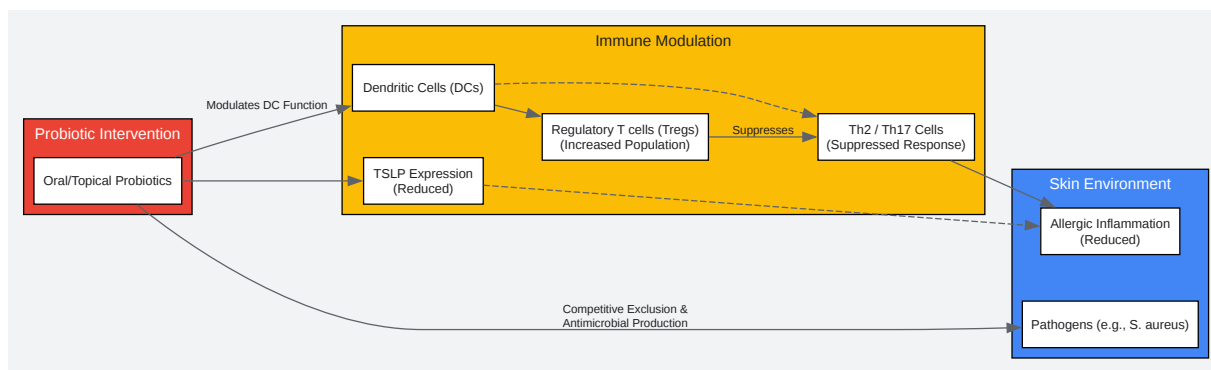 Immune Modulation
Dendritic Cells (DCs)
Modulates DC Function
Regulatory T cells (Tregs)
(Increased Population)
Suppresses
Th2 / Th17 Cells
(Suppressed Response)
Probiotic Intervention
Oral/Topical Probiotics
TSLP Expression
(Reduced)
Skin Environment
Allergic Inflammation
(Reduced)
Competitive Exclusion &
Antimicrobial Production
Pathogens (e.g., S. aureus)